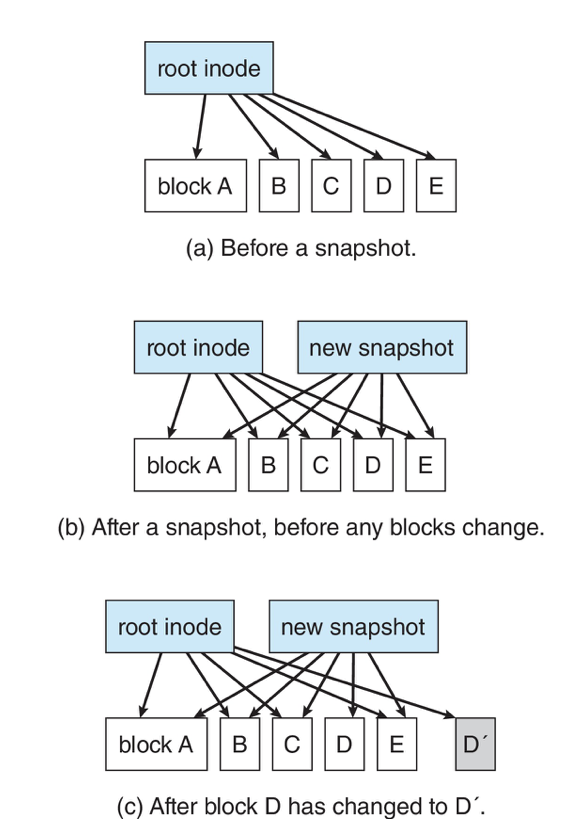 root inode
block A B C D E
(a) Before a snapshot.
root inode new snapshot
block A B C D E
(b) After a snapshot, before any blocks change.
root inode new snapshot
block A B C D E D´
(c) After block D has changed to D´.